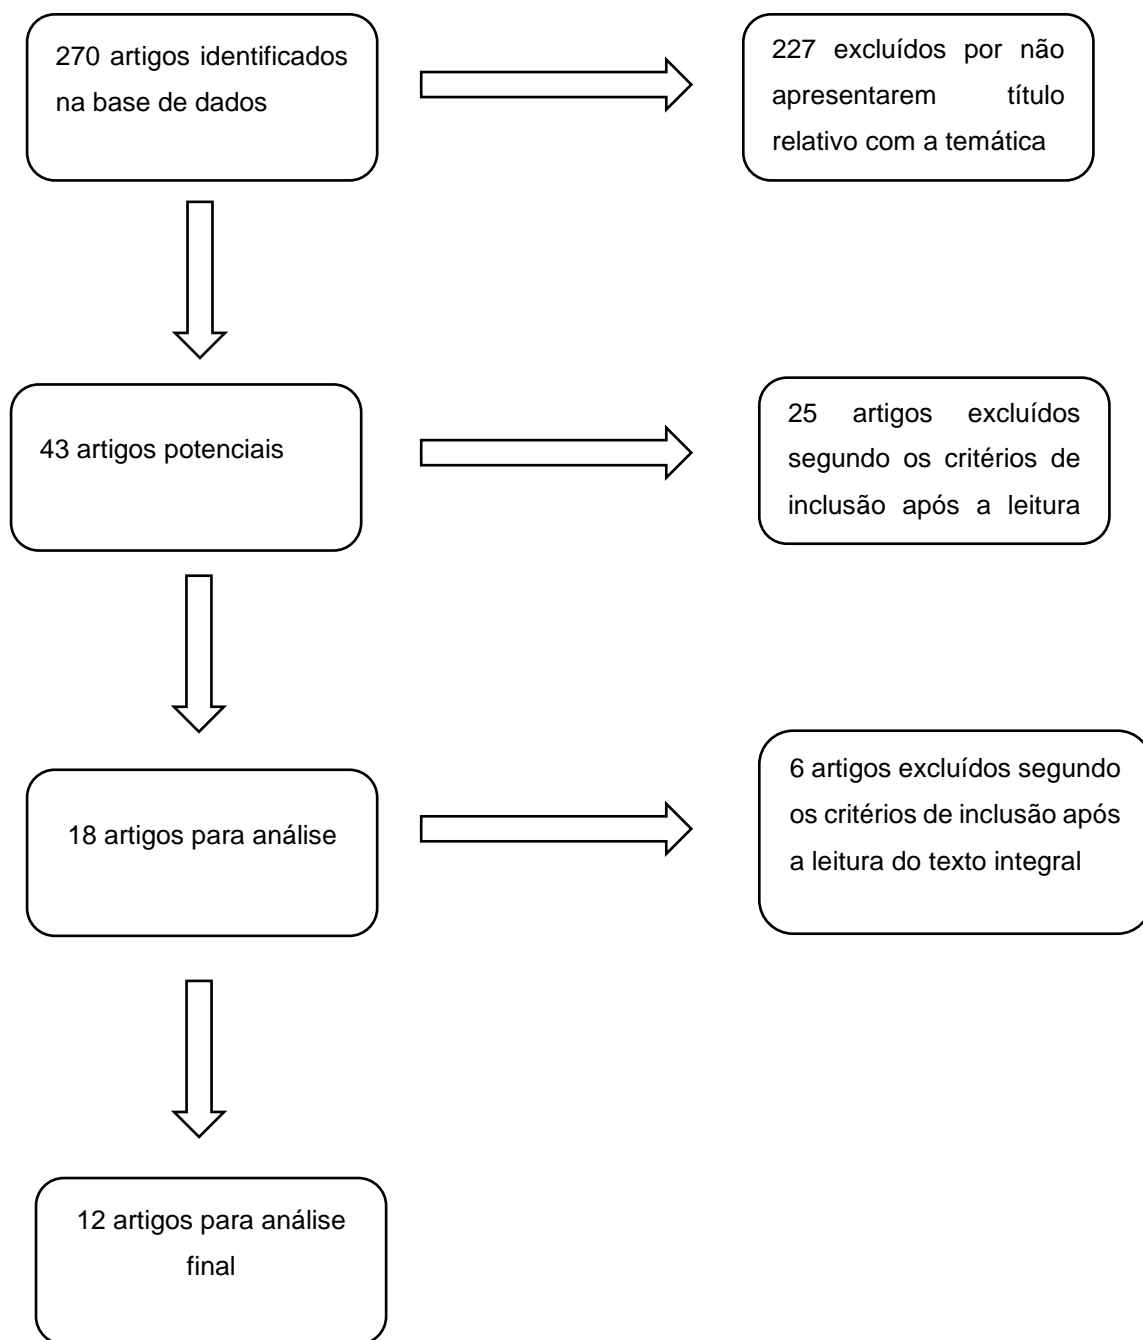 270 artigos identificados
na base de dados
227 excluídos por não
apresentarem título
relativo com a temática
43 artigos potenciais
25 artigos excluídos
segundo os critérios de
inclusão após a leitura
18 artigos para análise
6 artigos excluídos segundo
os critérios de inclusão após
a leitura do texto integral
12 artigos para análise
final